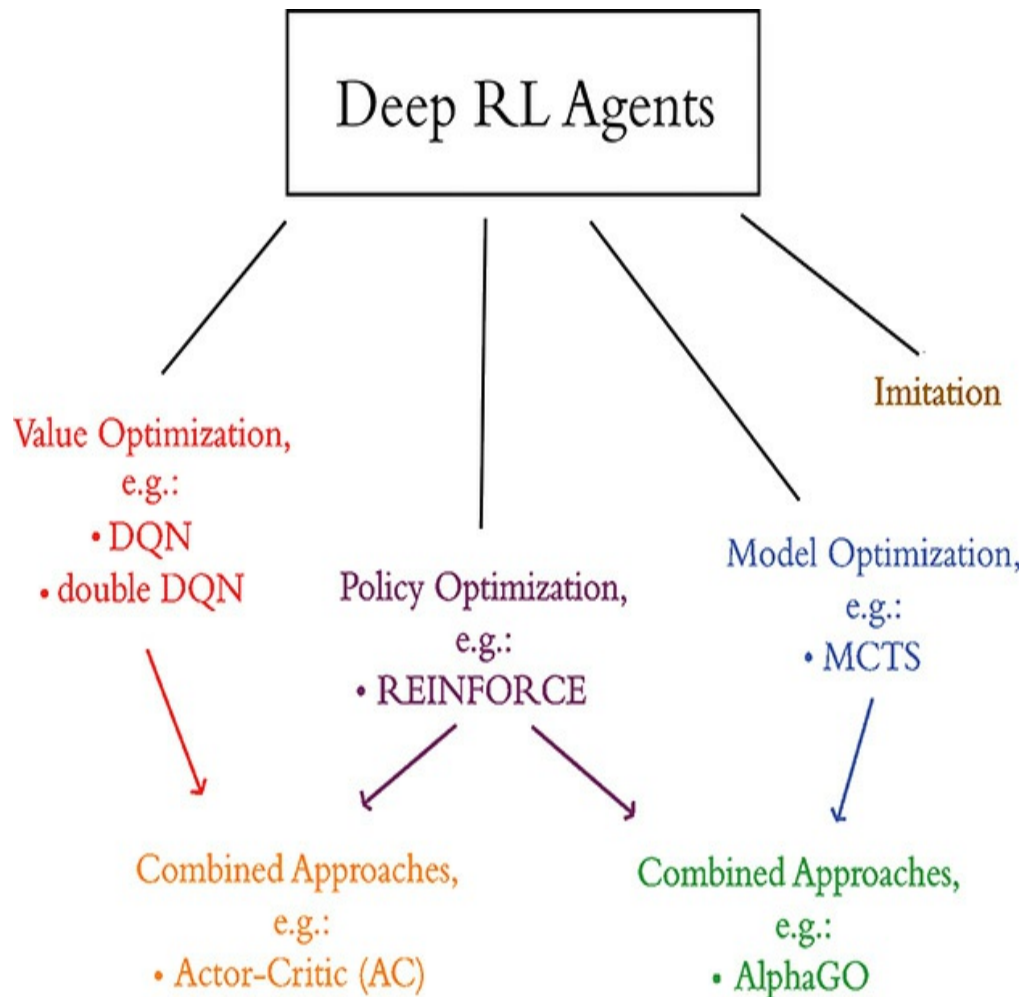 Deep RL Agents
Imitation
Value Optimization,
e.g.:
• DQN
• double DQN
Policy Optimization,
e.g.:
• REINFORCE
Model Optimization,
e.g.:
• MCTS
Combined Approaches,
e.g.:
• Actor-Critic (AC)
Combined Approaches,
e.g.:
• AlphaGO